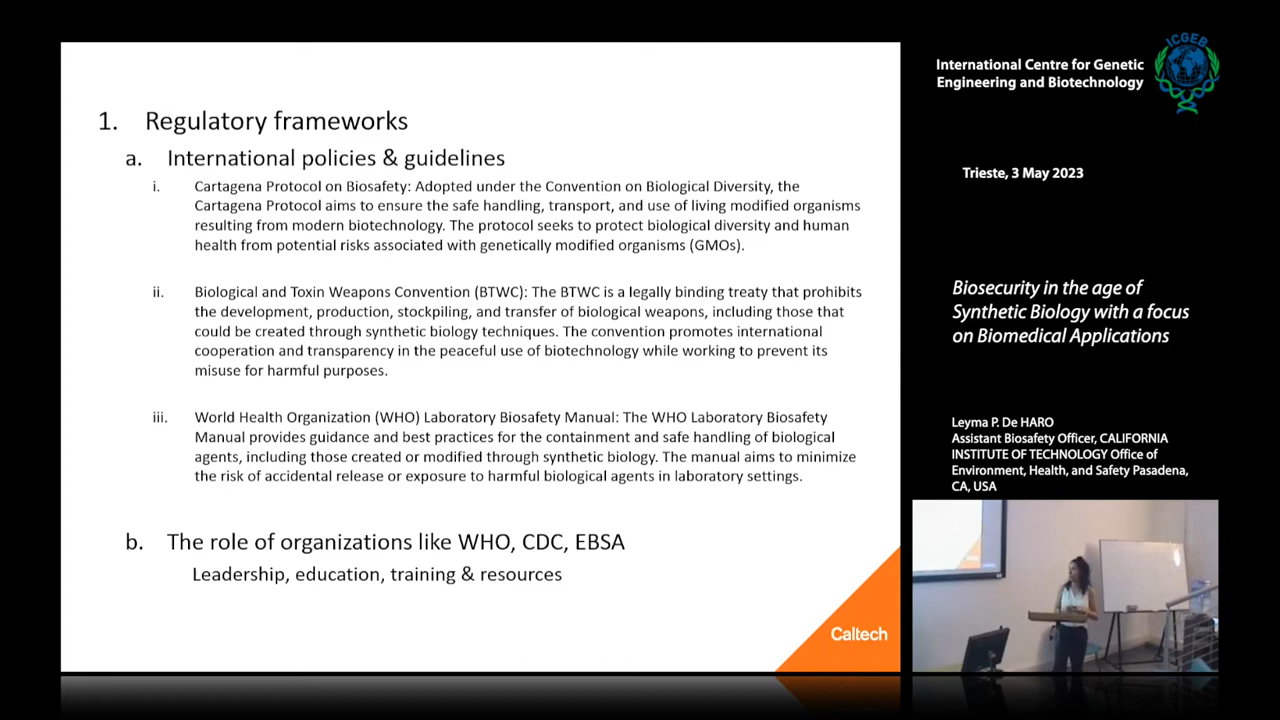 1. Regulatory frameworks
a. International policies & guidelines
i. Cartagena Protocol on Biosafety: Adopted under the Convention on Biological Diversity, the
Cartagena Protocol aims to ensure the safe handling, transport, and use of living modified organisms
resulting from modern biotechnology. The protocol seeks to protect biological diversity and human
health from potential risks associated with genetically modified organisms (GMOs).
ii. Biological and Toxin Weapons Convention (BTWC): The BTWC is a legally binding treaty that prohibits
the development, production, stockpiling, and transfer of biological weapons, including those that
could be created through synthetic biology techniques. The convention promotes international
cooperation and transparency in the peaceful use of biotechnology while working to prevent its
misuse for harmful purposes.
iii. World Health Organization (WHO) Laboratory Biosafety Manual: The WHO Laboratory Biosafety
Manual provides guidance and best practices for the containment and safe handling of biological
agents, including those created or modified through synthetic biology. The manual aims to minimize
the risk of accidental release or exposure to harmful biological agents in laboratory settings.
b. The role of organizations like WHO, CDC, EBSA
Leadership, education, training & resources
Caltech
International Centre for Genetic
Engineering and Biotechnology
ICGEB
Trieste, 3 May 2023
Biosecurity in the age of
Synthetic Biology with a focus
on Biomedical Applications
Leyma P. De HARO
Assistant Biosafety Officer, CALIFORNIA
INSTITUTE OF TECHNOLOGY Office of
Environment, Health, and Safety Pasadena,
CA, USA